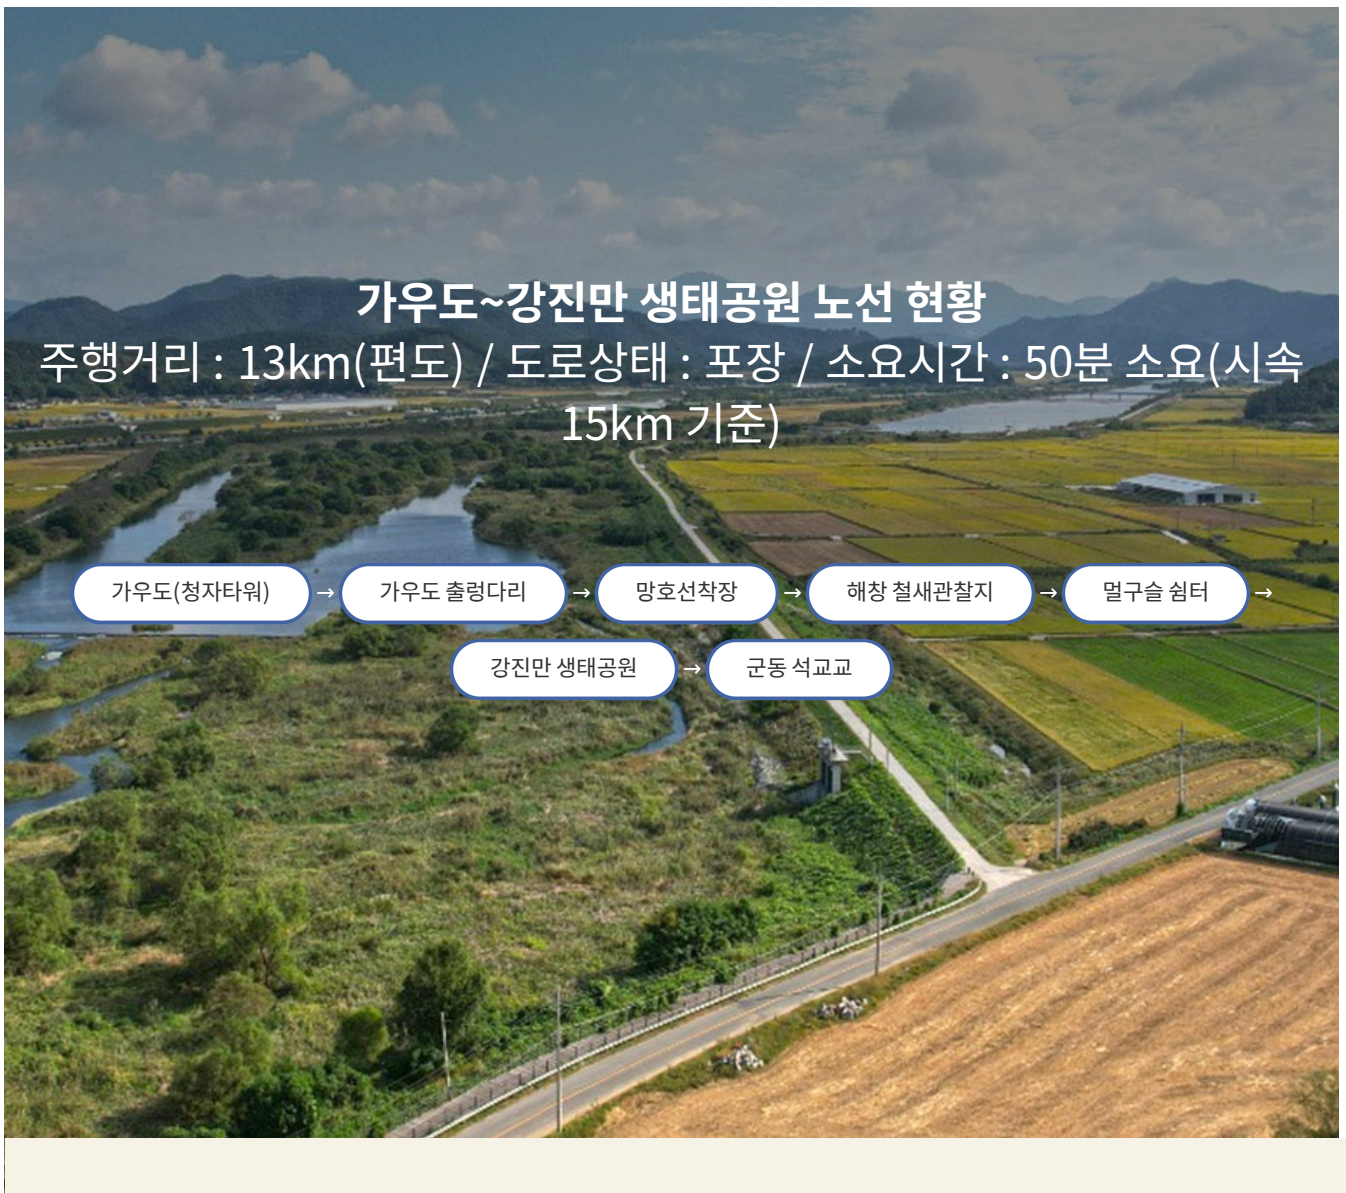 가우도~강진만 생태공원 노선 현황
주행거리 : 13km(편도) / 도로상태 : 포장 / 소요시간 : 50분 소요(시속
15km 기준)
가우도(청자타워) → 가우도 출렁다리 → 망호선착장 → 해창 철새관찰지 → 멀구슬 쉼터 →
강진만 생태공원 → 군동 석교교